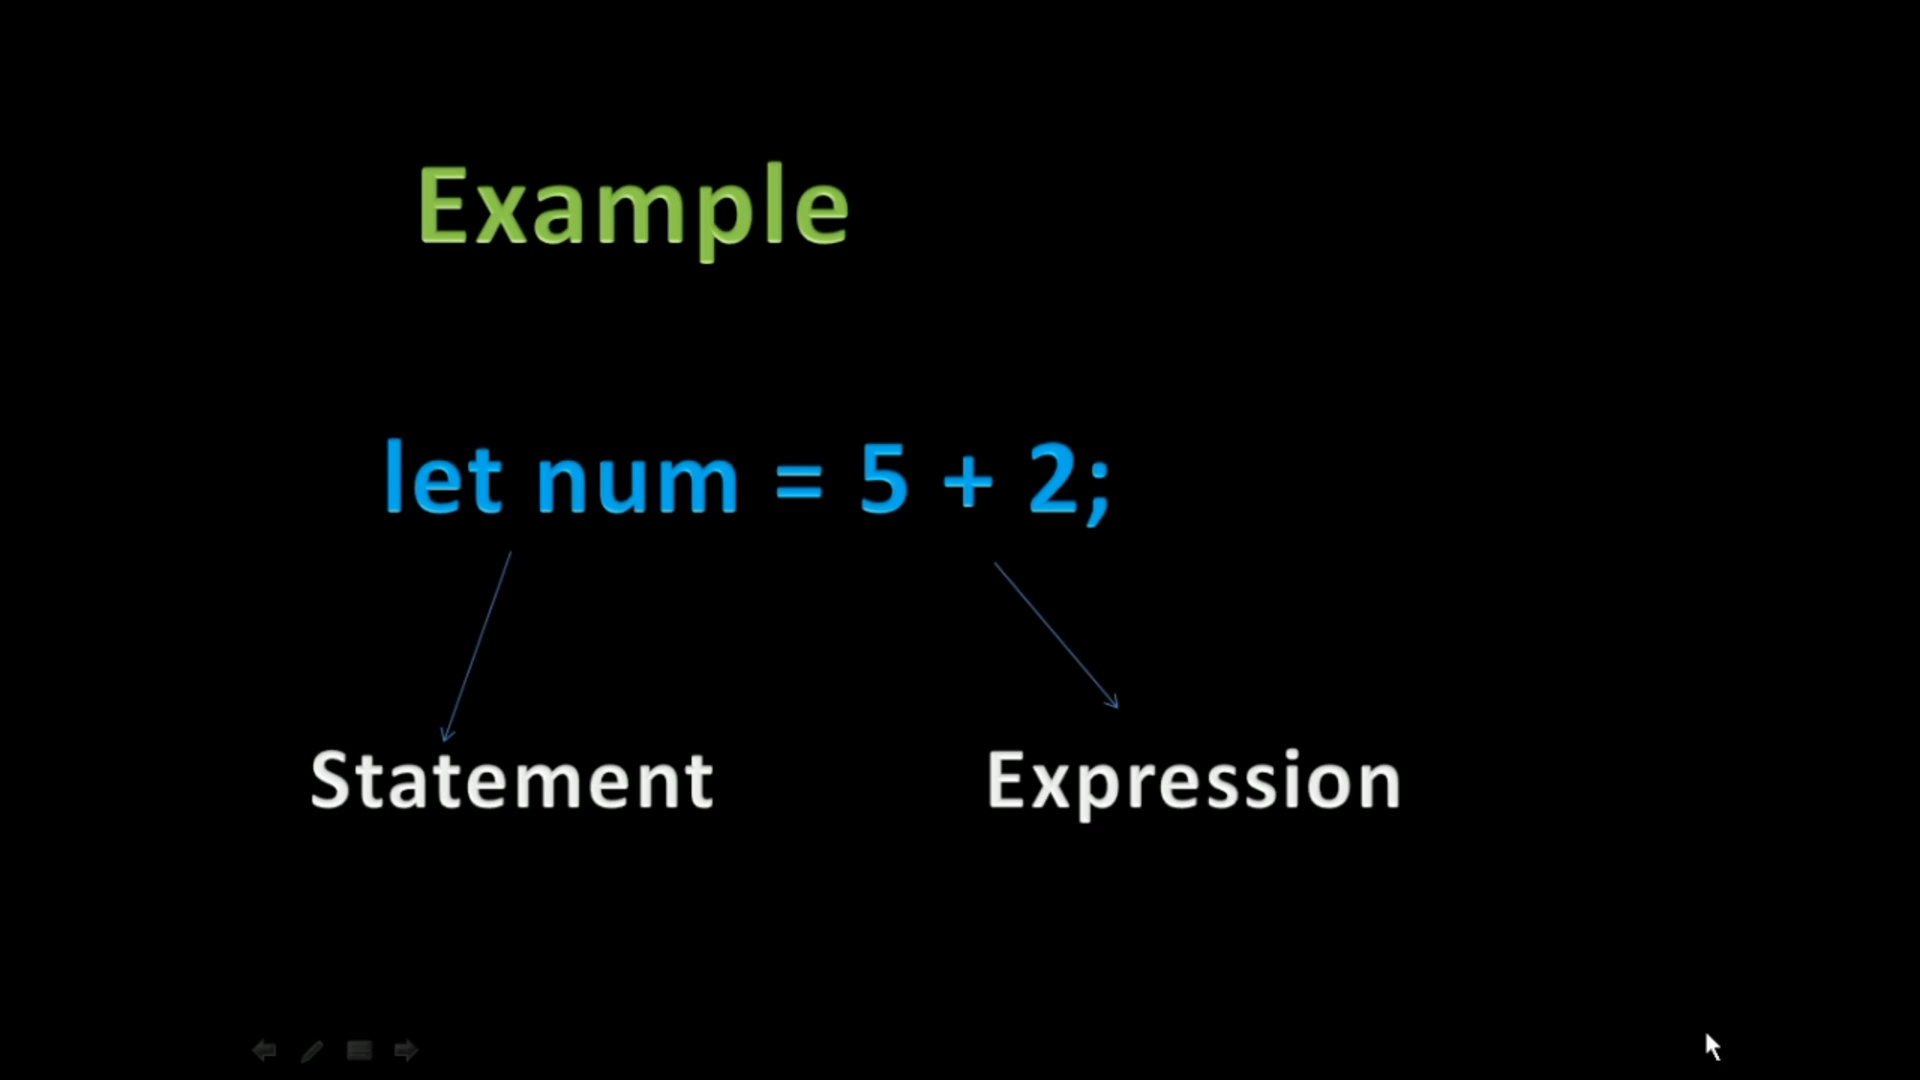 Example
let num = 5 + 2;
Statement
Expression